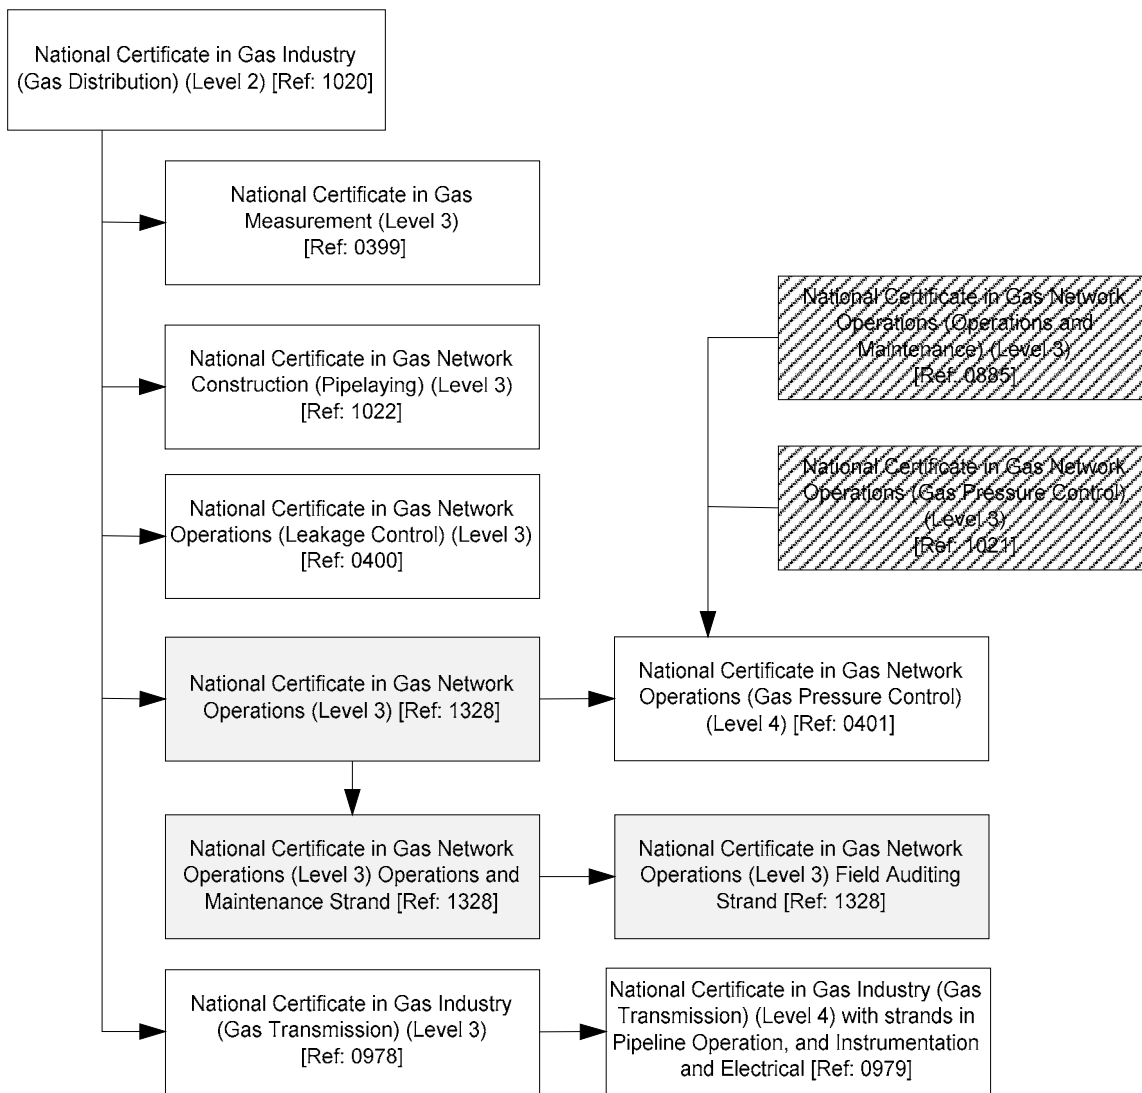 National Certificate in Gas Industry
(Gas Distribution) (Level 2) [Ref: 1020]
National Certificate in Gas
Measurement (Level 3)
[Ref: 0399]
National Certificate in Gas Network
Operations (Operations and
Maintenance) (Level 3)
[Ref: 0885]
National Certificate in Gas Network
Construction (Pipelaying) (Level 3)
[Ref: 1022]
National Certificate in Gas Network
Operations (Gas Pressure Control)
(Level 3)
[Ref: 1021]
National Certificate in Gas Network
Operations (Leakage Control) (Level 3)
[Ref: 0400]
National Certificate in Gas Network
Operations (Level 3) [Ref: 1328]
National Certificate in Gas Network
Operations (Gas Pressure Control)
(Level 4) [Ref: 0401]
National Certificate in Gas Network
Operations (Level 3) Operations and
Maintenance Strand [Ref: 1328]
National Certificate in Gas Network
Operations (Level 3) Field Auditing
Strand [Ref: 1328]
National Certificate in Gas Industry
(Gas Transmission) (Level 3)
[Ref: 0978]
National Certificate in Gas Industry (Gas
Transmission) (Level 4) with strands in
Pipeline Operation, and Instrumentation
and Electrical [Ref: 0979]